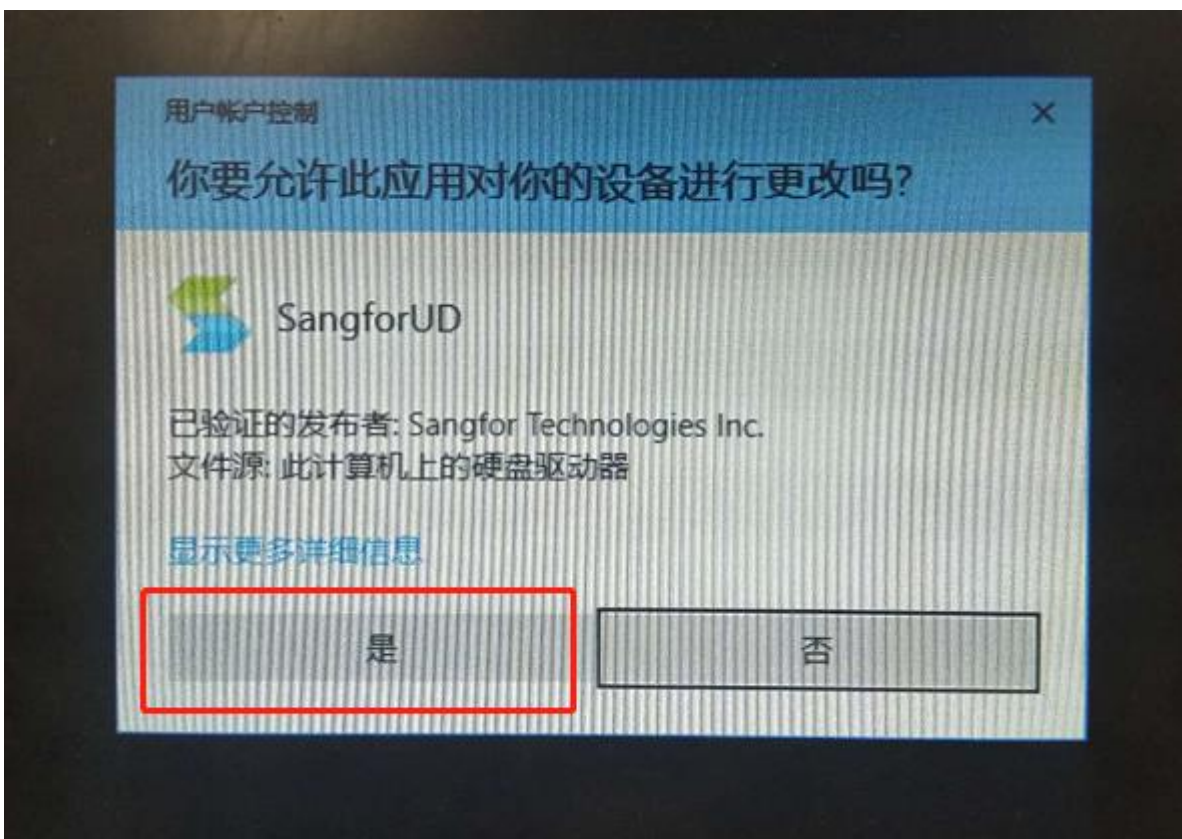 用户帐户控制
×
你要允许此应用对你的设备进行更改吗?
SangforUD
已验证的发布者: Sangfor Technologies Inc.
文件源: 此计算机上的硬盘驱动器
显示更多详细信息
是
否